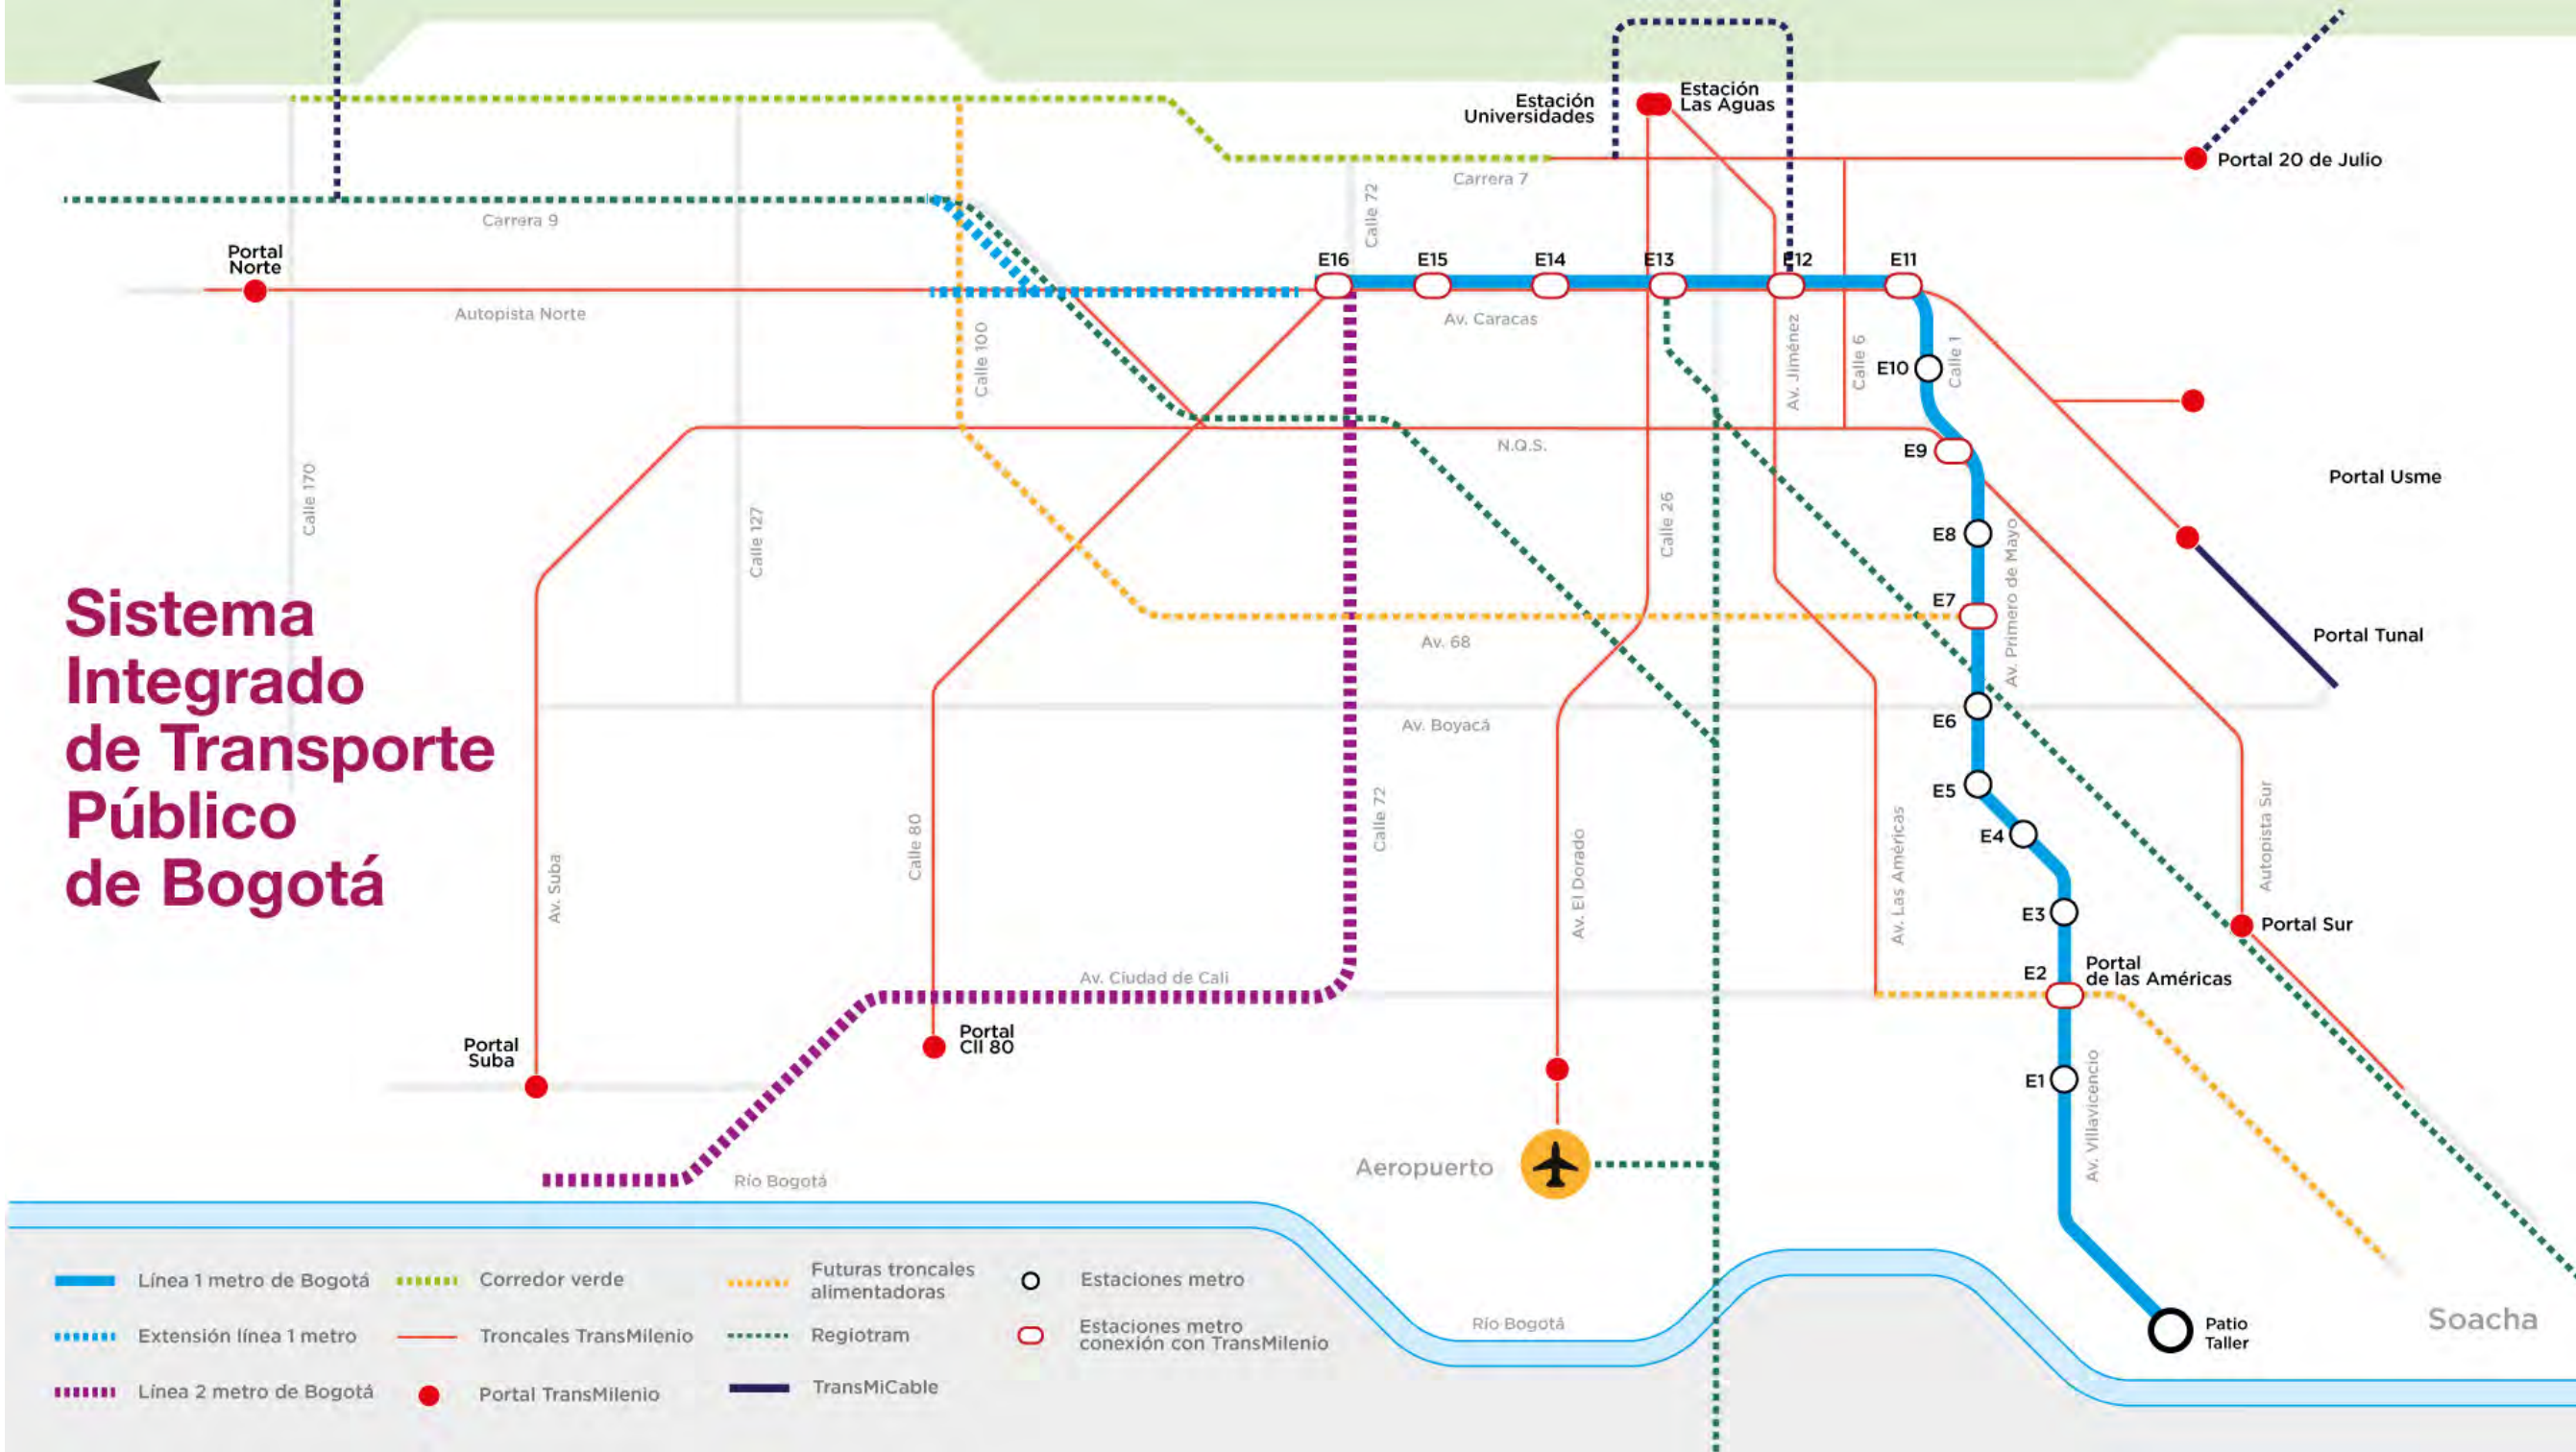 Estación
Universidades
Estación
Las Aguas
Portal 20 de Julio
Carrera 7
Calle 72
Carrera 9
Portal
Norte
Autopista Norte
E16
E15
E14
E13
E12
E11
Av. Caracas
Calle 100
Av. Jiménez
Calle 6
E10
Calle 1
N.Q.S.
E9
Calle 170
Calle 127
Calle 26
Portal Usme
E8
Av. Primero de Mayo
E7
Portal Tunal
Av. 68
Sistema
Integrado
de Transporte
Público
de Bogotá
E6
Av. Boyacá
E5
E4
Av. Suba
Calle 80
Calle 72
Av. El Dorado
Av. Las Américas
Autopista Sur
E3
Portal Sur
Av. Ciudad de Cali
E2
Portal
de las Américas
Portal
Suba
Portal
Cll 80
E1
Av. Villavicencio
Aeropuerto
Río Bogotá
Río Bogotá
Patio
Taller
Soacha
Línea 1 metro de Bogotá
Extensión línea 1 metro
Línea 2 metro de Bogotá
Corredor verde
Troncales TransMilenio
Portal TransMilenio
Futuras troncales
alimentadoras
Regiotram
TransMiCable
Estaciones metro
Estaciones metro
conexión con TransMilenio